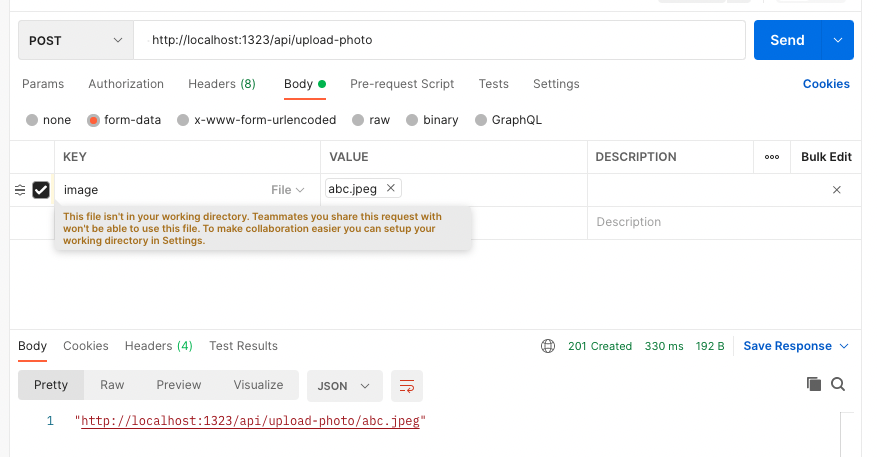 POST http://localhost:1323/api/upload-photo Send
Params Authorization Headers (8) Body Pre-request Script Tests Settings Cookies
none form-data x-www-form-urlencoded raw binary GraphQL
KEY VALUE DESCRIPTION Bulk Edit
image File abc.jpeg
This file isn't in your working directory. Teammates you share this request with
won't be able to use this file. To make collaboration easier you can setup your
working directory in Settings.
Description
Body Cookies Headers (4) Test Results 201 Created 330 ms 192 B Save Response
Pretty Raw Preview Visualize JSON
1 "http://localhost:1323/api/upload-photo/abc.jpeg"